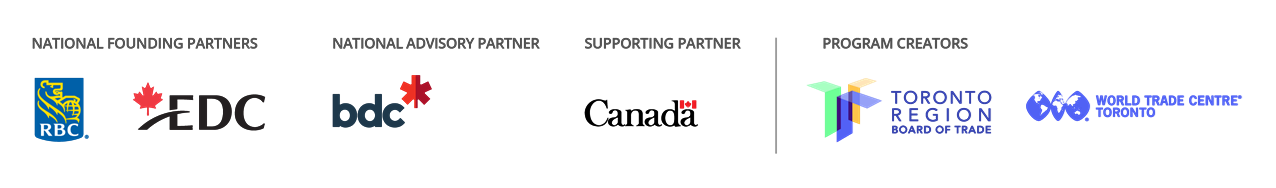 NATIONAL FOUNDING PARTNERS
RBC®
EDC
NATIONAL ADVISORY PARTNER
bdc
SUPPORTING PARTNER
Canada
PROGRAM CREATORS
TORONTO
REGION
BOARD OF TRADE
WORLD TRADE CENTRE®
TORONTO